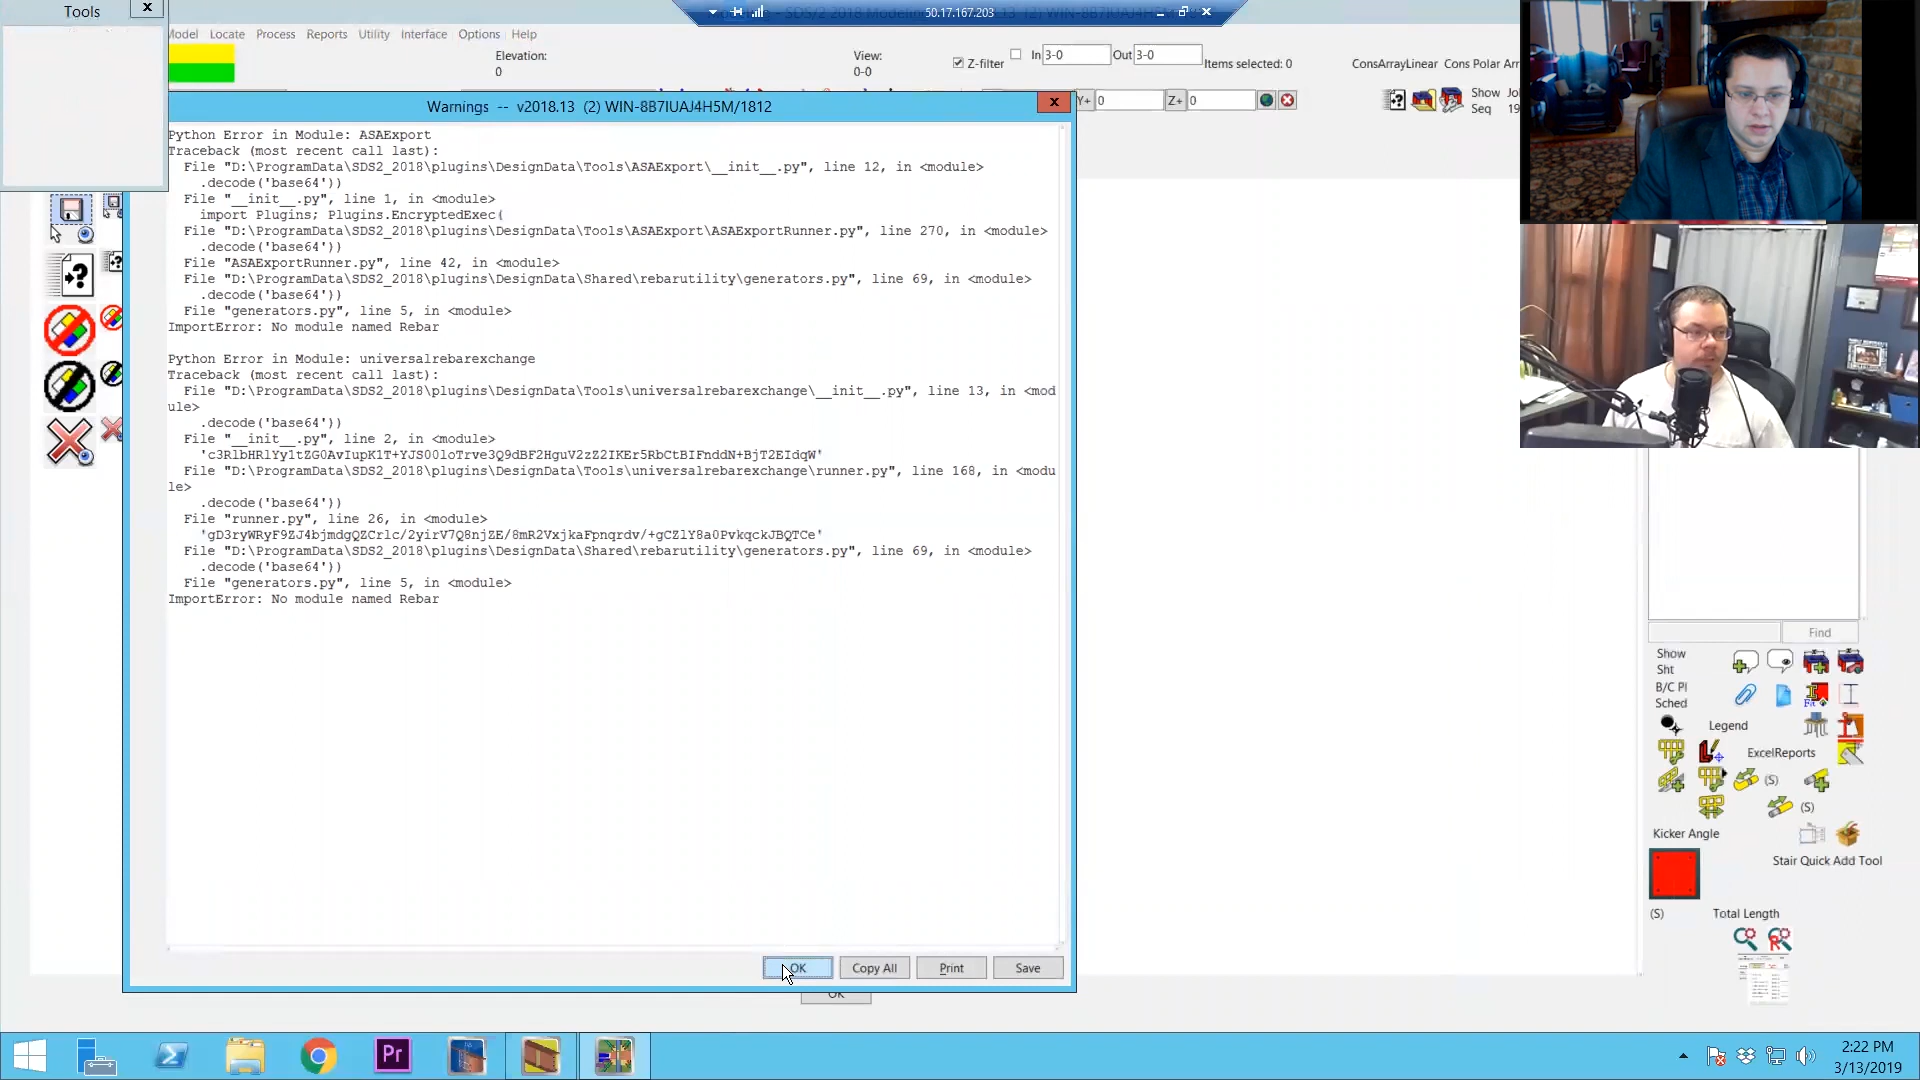 Tools
50.17.167.203
Model Locate Process Reports Utility Interface Options Help
Elevation:
0
View:
0-0
Z-filter
In 3-0 Out 3-0
Items selected: 0
ConsArrayLinear Cons Polar Arr
Y+ 0 Z+ 0
Show
Seq
Warnings -- v2018.13 (2) WIN-8B7IUAJ4H5M/1812
Python Error in Module: ASAExport
Traceback (most recent call last):
File "D:\ProgramData\SDS2_2018\plugins\DesignData\Tools\ASAExport\__init__.py", line 12, in <module>
.decode('base64'))
File "__init__.py", line 1, in <module>
import Plugins; Plugins.EncryptedExec(
File "D:\ProgramData\SDS2_2018\plugins\DesignData\Tools\ASAExport\ASAExportRunner.py", line 270, in <module>
.decode('base64'))
File "ASAExportRunner.py", line 42, in <module>
File "D:\ProgramData\SDS2_2018\plugins\DesignData\Shared\rebarutility\generators.py", line 69, in <module>
.decode('base64'))
File "generators.py", line 5, in <module>
ImportError: No module named Rebar
Python Error in Module: universalrebarexchange
Traceback (most recent call last):
File "D:\ProgramData\SDS2_2018\plugins\DesignData\Tools\universalrebarexchange\__init__.py", line 13, in <mod
ule>
.decode('base64'))
File "__init__.py", line 2, in <module>
'c3RlbHRlYy1tZG0AvIupK1T+YJS00loTrve3Q9dBF2HguV2zZ2IKEr5RbCtBIFnddN+BjT2EIdqW'
File "D:\ProgramData\SDS2_2018\plugins\DesignData\Tools\universalrebarexchange\runner.py", line 168, in <modu
le>
.decode('base64'))
File "runner.py", line 26, in <module>
'gD3ryWRyF9ZJ4bjmdgQZCrlc/2yirV7Q8njZE/8mR2VxjkaFpnqrdv/+gCZlY8a0PvkqckJBQTCe'
File "D:\ProgramData\SDS2_2018\plugins\DesignData\Shared\rebarutility\generators.py", line 69, in <module>
.decode('base64'))
File "generators.py", line 5, in <module>
ImportError: No module named Rebar
OK Copy All Print Save
OK
Find
Show
Sht
B/C Pl
Sched
Legend
ExcelReports
(S)
(S)
Kicker Angle
Stair Quick Add Tool
(S)
Total Length
Pr
2:22 PM
3/13/2019